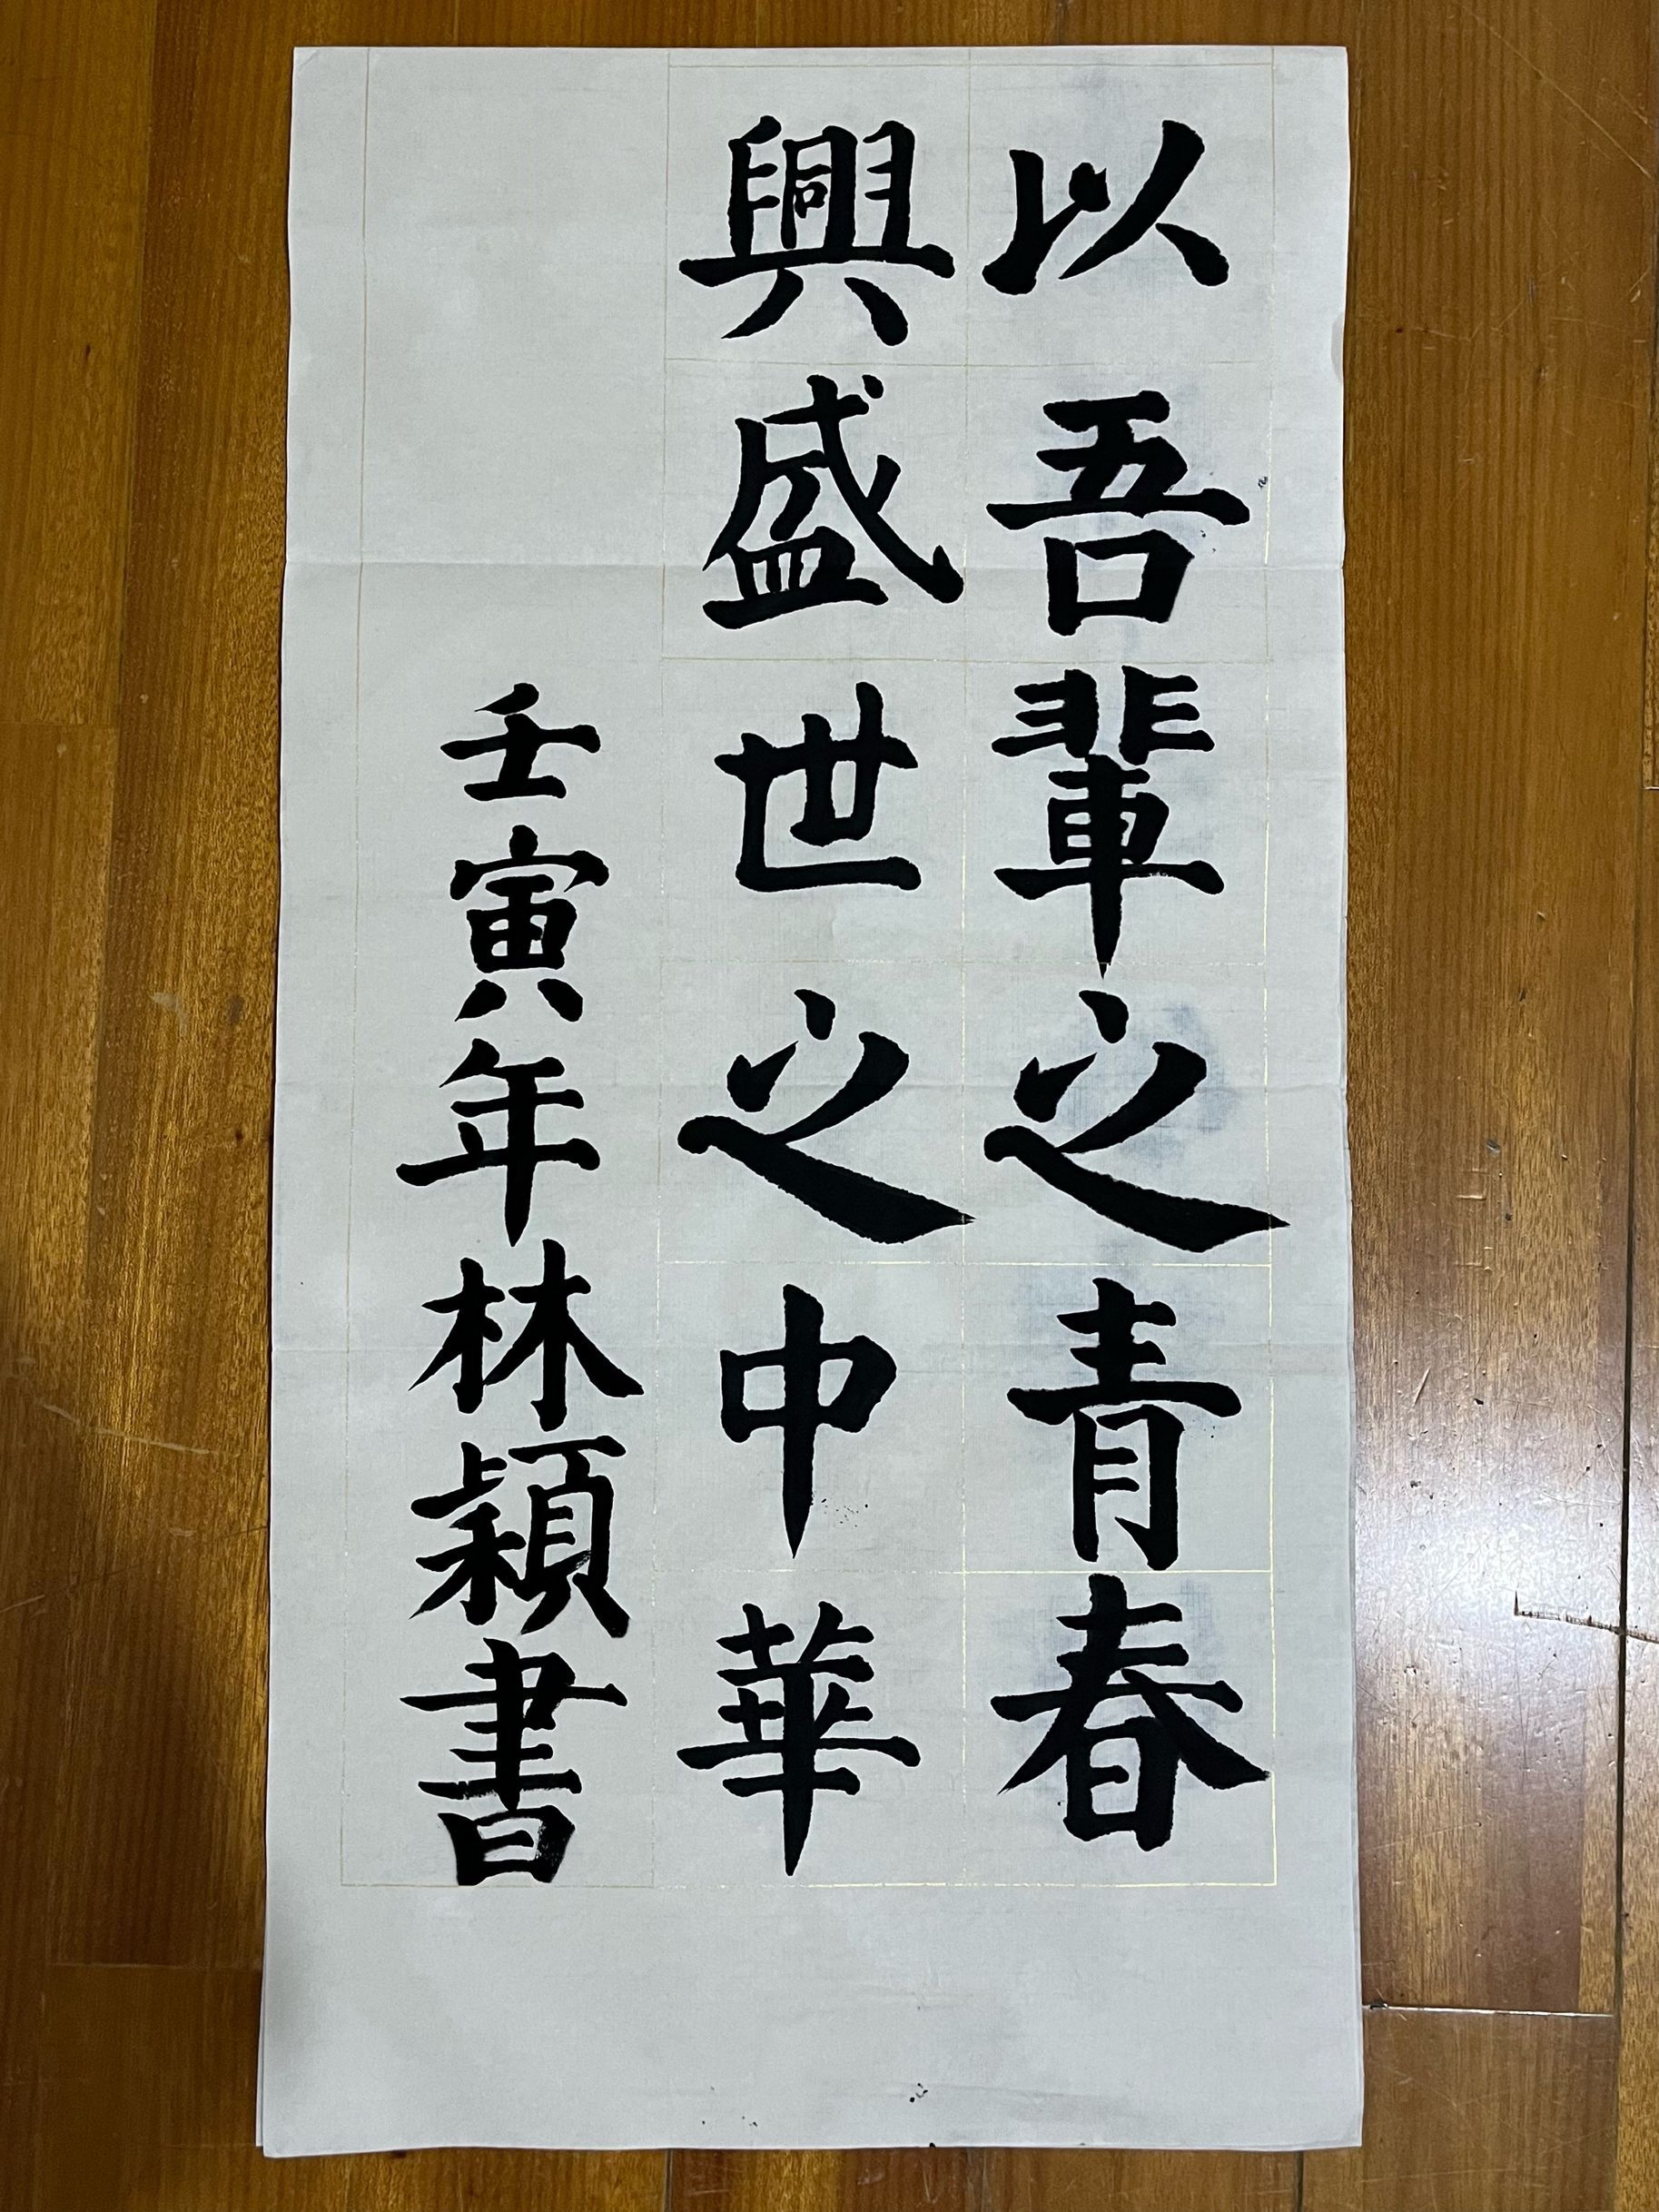 以吾輩之青春
興盛世之中華
壬寅年林穎書